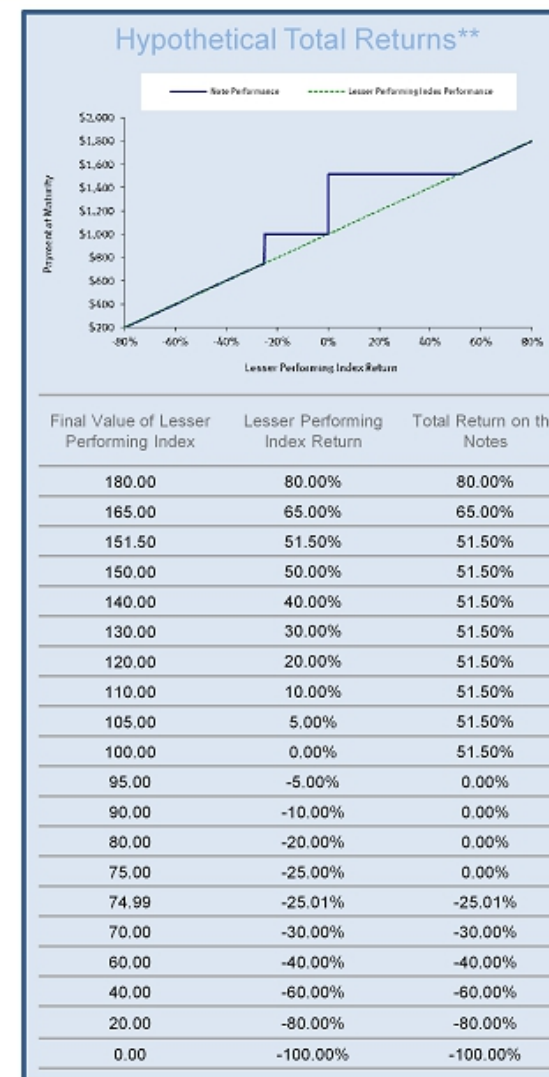 Hypothetical Total Returns**
Note Performance Lesser Performing Index Performance
$2,000
$1,800
$1,600
$1,400
$1,200
$1,000
$800
$600
$400
$200
Payment at Maturity
-80% -60% -40% -20% 0% 20% 40% 60% 80%
Lesser Performing Index Return
Final Value of Lesser Lesser Performing Total Return on th
Performing Index Index Return Notes
180.00 80.00% 80.00%
165.00 65.00% 65.00%
151.50 51.50% 51.50%
150.00 50.00% 51.50%
140.00 40.00% 51.50%
130.00 30.00% 51.50%
120.00 20.00% 51.50%
110.00 10.00% 51.50%
105.00 5.00% 51.50%
100.00 0.00% 51.50%
95.00 -5.00% 0.00%
90.00 -10.00% 0.00%
80.00 -20.00% 0.00%
75.00 -25.00% 0.00%
74.99 -25.01% -25.01%
70.00 -30.00% -30.00%
60.00 -40.00% -40.00%
40.00 -60.00% -60.00%
20.00 -80.00% -80.00%
0.00 -100.00% -100.00%